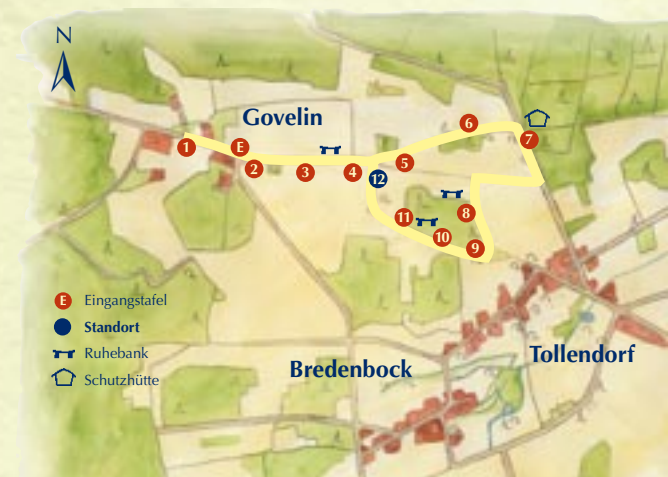 N
Govelin
1
E
2
3
4
12
5
6
7
8
11
10
9
E Eingangstafel
Standort
Ruhebank
Schutzhütte
Bredenbock
Tollendorf